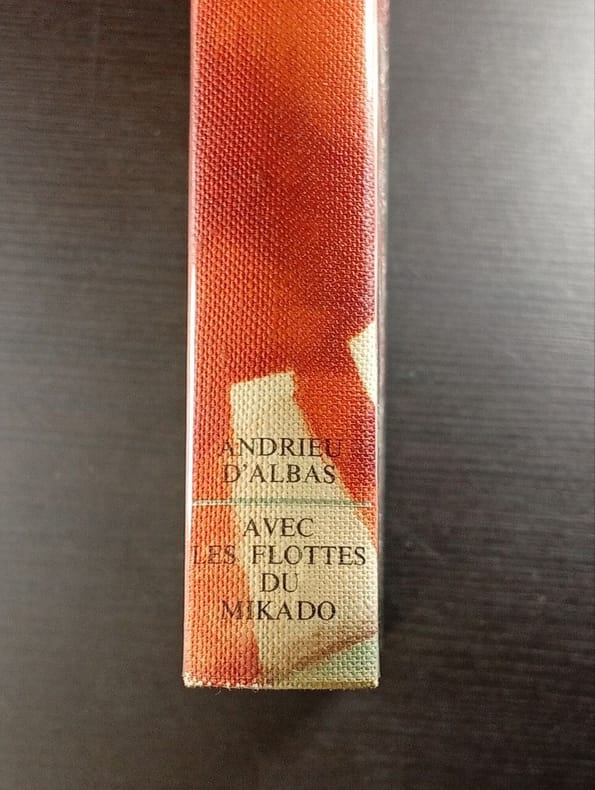 ANDRIEU
D'ALBAS
AVEC
LES FLOTTES
DU
MIKADO